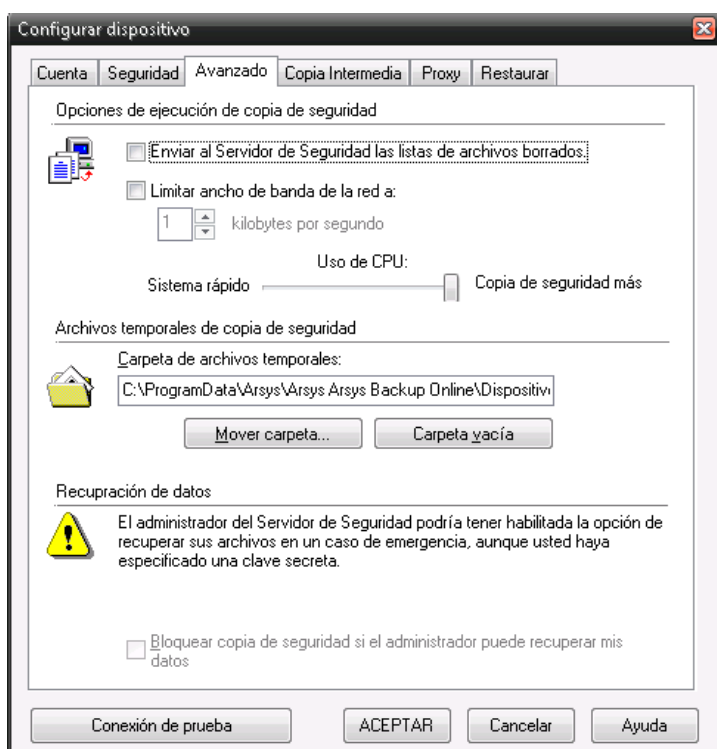 Configurar dispositivo
Cuenta Seguridad Avanzado Copia Intermedia Proxy Restaurar
Opciones de ejecución de copia de seguridad
Enviar al Servidor de Seguridad las listas de archivos borrados.
Limitar ancho de banda de la red a:
1 kilobytes por segundo
Uso de CPU:
Sistema rápido Copia de seguridad más
Archivos temporales de copia de seguridad
Carpeta de archivos temporales:
C:\ProgramData\Arsys\Arsys Arsys Backup Online\Dispositiv
Mover carpeta... Carpeta vacía
Recupración de datos
El administrador del Servidor de Seguridad podría tener habilitada la opción de
recuperar sus archivos en un caso de emergencia, aunque usted haya
especificado una clave secreta.
Bloquear copia de seguridad si el administrador puede recuperar mis
datos
Conexión de prueba ACEPTAR Cancelar Ayuda